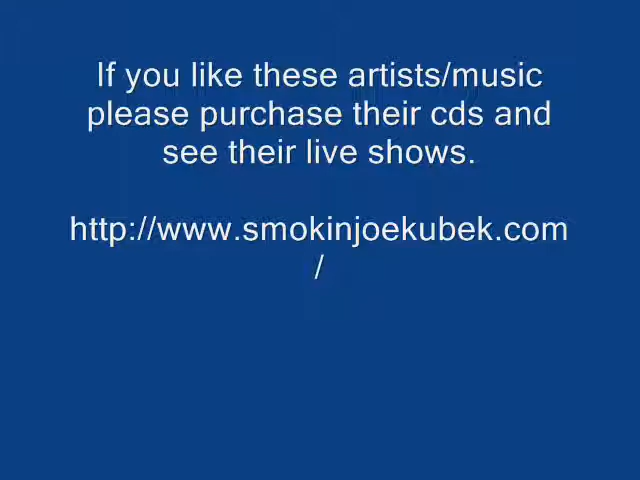 If you like these artists/music
please purchase their cds and
see their live shows.
http://www.smokinjoekubek.com
/